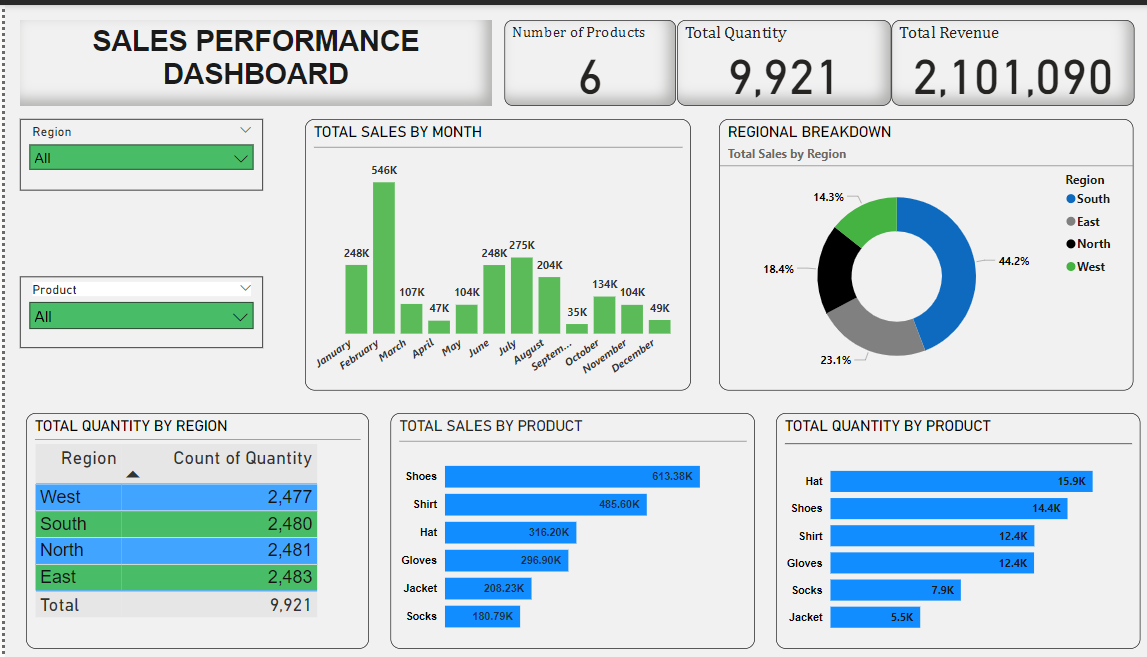 SALES PERFORMANCE
DASHBOARD
Number of Products
6
Total Quantity
9,921
Total Revenue
2,101,090
Region
All
Product
All
TOTAL SALES BY MONTH
248K
546K
107K
47K
104K
248K
275K
204K
35K
134K
104K
49K
January
February
March
April
May
June
July
August
Septem...
October
November
December
REGIONAL BREAKDOWN
Total Sales by Region
14.3%
18.4%
23.1%
44.2%
Region
South
East
North
West
TOTAL QUANTITY BY REGION
Region Count of Quantity
West 2,477
South 2,480
North 2,481
East 2,483
Total 9,921
TOTAL SALES BY PRODUCT
Shoes 613.38K
Shirt 485.60K
Hat 316.20K
Gloves 296.90K
Jacket 208.23K
Socks 180.79K
TOTAL QUANTITY BY PRODUCT
Hat 15.9K
Shoes 14.4K
Shirt 12.4K
Gloves 12.4K
Socks 7.9K
Jacket 5.5K